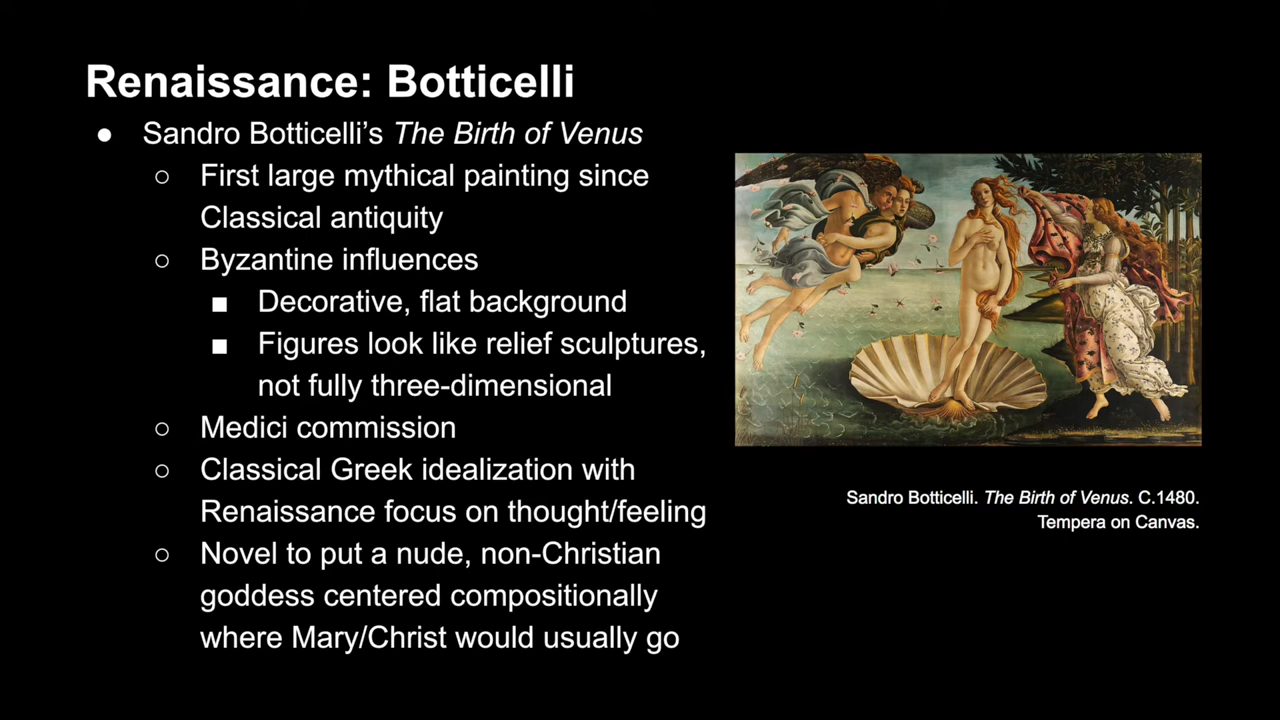 Renaissance: Botticelli
● Sandro Botticelli’s The Birth of Venus
○ First large mythical painting since
Classical antiquity
○ Byzantine influences
■ Decorative, flat background
■ Figures look like relief sculptures,
not fully three-dimensional
○ Medici commission
○ Classical Greek idealization with
Renaissance focus on thought/feeling
○ Novel to put a nude, non-Christian
goddess centered compositionally
where Mary/Christ would usually go
Sandro Botticelli. The Birth of Venus. C.1480.
Tempera on Canvas.